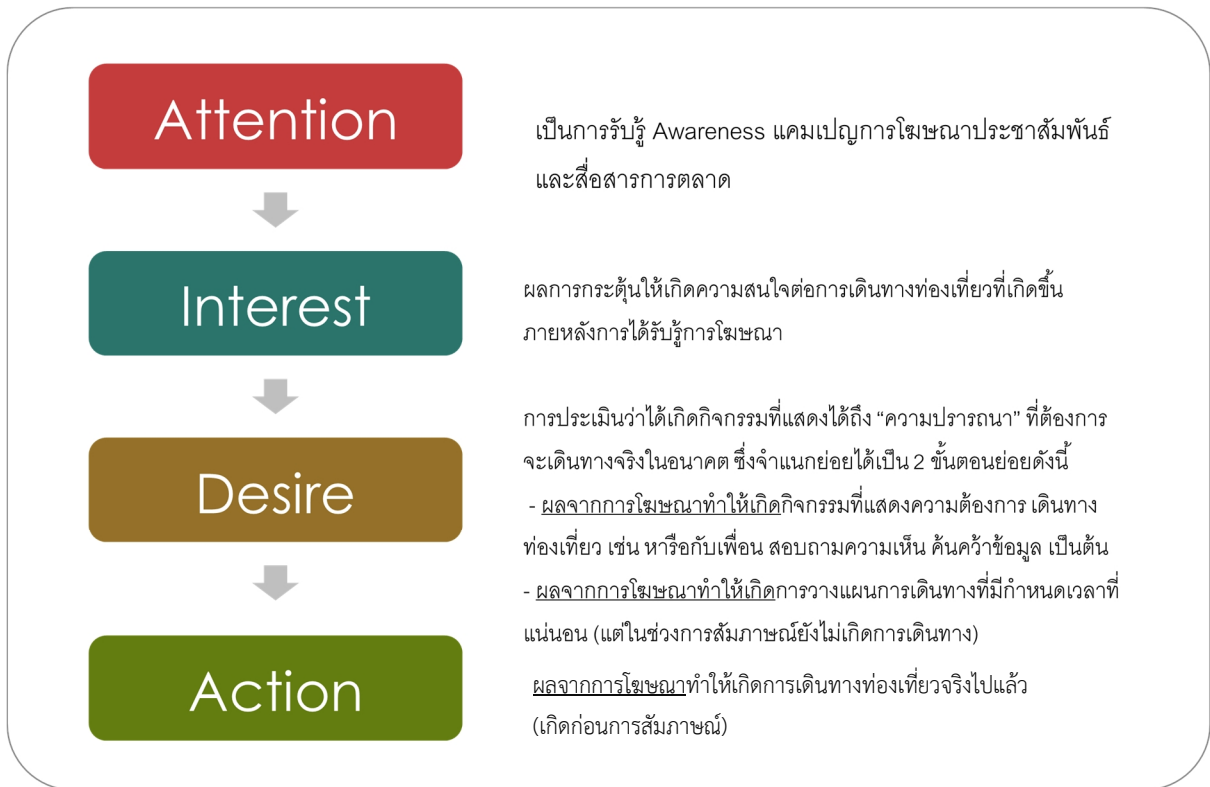 Attention
เป็นการรับรู้ Awareness แคมเปญการโฆษณาประชาสัมพันธ์
และสื่อสารการตลาด
Interest
ผลการกระตุ้นให้เกิดความสนใจต่อการเดินทางท่องเที่ยวที่เกิดขึ้น
ภายหลังการได้รับรู้การโฆษณา
Desire
การประเมินว่าได้เกิดกิจกรรมที่แสดงได้ถึง “ความปรารถนา” ที่ต้องการ
จะเดินทางจริงในอนาคต ซึ่งจำแนกย่อยได้เป็น 2 ขั้นตอนย่อยดังนี้
- ผลจากการโฆษณาทำให้เกิดกิจกรรมที่แสดงความต้องการ เดินทาง
ท่องเที่ยว เช่น หารือกับเพื่อน สอบถามความเห็น ค้นคว้าข้อมูล เป็นต้น
- ผลจากการโฆษณาทำให้เกิดการวางแผนการเดินทางที่มีกำหนดเวลาที่
แน่นอน (แต่ในช่วงการสัมภาษณ์ยังไม่เกิดการเดินทาง)
Action
ผลจากการโฆษณาทำให้เกิดการเดินทางท่องเที่ยวจริงไปแล้ว
(เกิดก่อนการสัมภาษณ์)